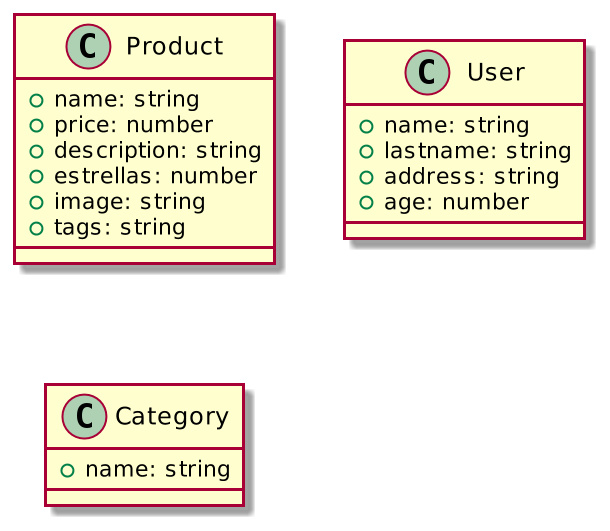 C Product
name: string
price: number
description: string
estrellas: number
image: string
tags: string
C User
name: string
lastname: string
address: string
age: number
C Category
name: string